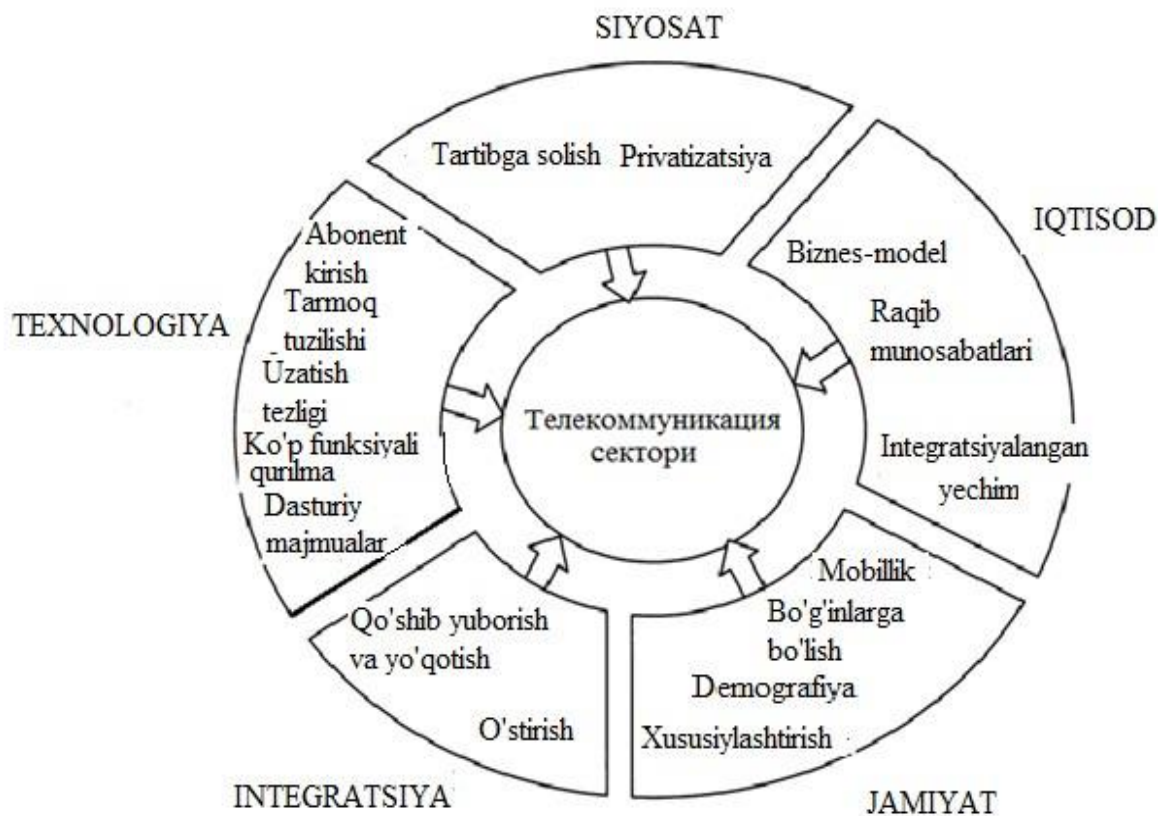 SIYOSAT
Tartibga solish Privatizatsiya
IQTISOD
Biznes-model
Raqib
munosabatlari
Integratsiyalangan
yechim
TEXNOLOGIYA
Abonent
kirish
Tarmoq
tuzilishi
Uzatish
tezligi
Ko'p funksiyali
qurilma
Dasturiy
majmualar
Телекоммуникация
сектори
Mobillik
Bo'g'inlarga
bo'lish
Demografiya
Xususiylashtirish
JAMIYAT
Qo'shib yuborish
va yo'qotish
O'stirish
INTEGRATSIYA